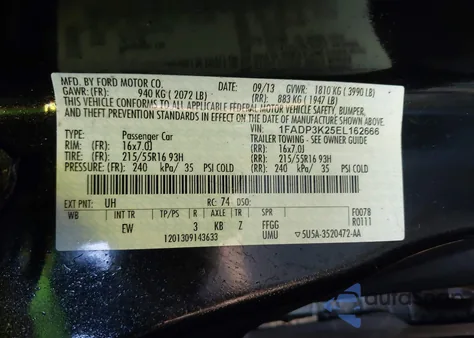 MFD. BY FORD MOTOR CO. DATE: 09/13 GVWR: 1810 KG ( 3990 LB)
GAWR: (FR) 940 KG ( 2072 LB) (RR) 883 KG ( 1947 LB)
THIS VEHICLE CONFORMS TO ALL APPLICABLE FEDERAL MOTOR VEHICLE SAFETY, BUMPER,
AND THEFT PREVENTION STANDARDS IN EFFECT ON THE DATE OF MANUFACTURE SHOWN ABOVE.
1FADP3K25EL162666
Passenger Car TRAILER TOWING - SEE OWNER GUIDE
RIM: (FR) 16x7.0J (RR) 16x7.0J
TIRE: (FR) 215/55R16 93H (RR) 215/55R16 93H
PRESSURE: (FR) 240 kPa/ 35 PSI COLD (RR) 240 kPa/ 35 PSI COLD
EXT PNT: UH RC: 74 DSO:
WB INT TR TP/PS R AXLE TR SPR F0078
EW 3 KB Z FFGG R0111
1201309143633 UMU ▽5U5A-3520472-AA